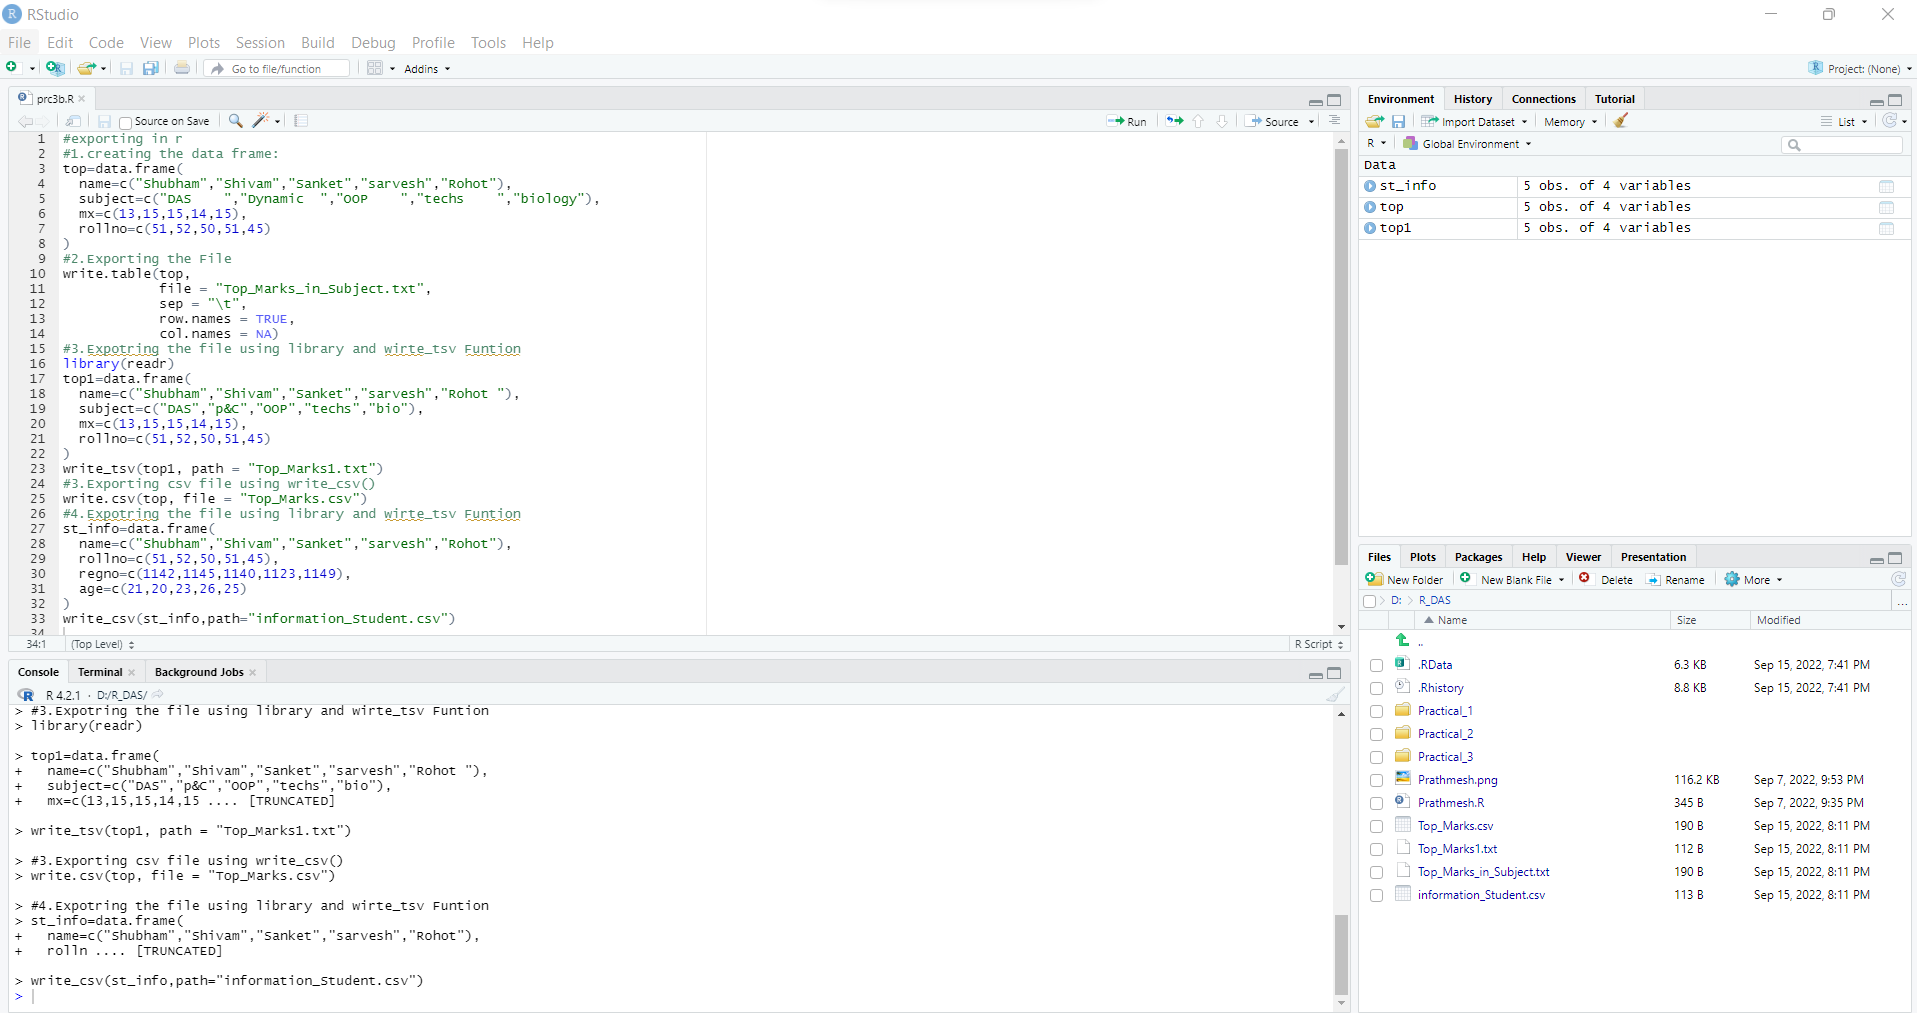 RStudio
File Edit Code View Plots Session Build Debug Profile Tools Help
Go to file/function Addins Project: (None)
prc3b.R
Source on Save Run Source
1 #exporting in r
2 #1.creating the data frame:
3 top=data.frame(
4   name=c("Shubham","Shivam","Sanket","sarvesh","Rohot"),
5   subject=c("DAS    ","Dynamic  ","OOP    ","techs    ","biology"),
6   mx=c(13,15,15,14,15),
7   rollno=c(51,52,50,51,45)
8 )
9 #2.Exporting the File
10 write.table(top,
11             file = "Top_Marks_in_Subject.txt",
12             sep = "\t",
13             row.names = TRUE,
14             col.names = NA)
15 #3.Expotring the file using library and wirte_tsv Funtion
16 library(readr)
17 top1=data.frame(
18   name=c("Shubham","Shivam","Sanket","sarvesh","Rohot "),
19   subject=c("DAS","p&C","OOP","techs","bio"),
20   mx=c(13,15,15,14,15),
21   rollno=c(51,52,50,51,45)
22 )
23 write_tsv(top1, path = "Top_Marks1.txt")
24 #3.Exporting csv file using write_csv()
25 write.csv(top, file = "Top_Marks.csv")
26 #4.Expotring the file using library and wirte_tsv Funtion
27 st_info=data.frame(
28   name=c("Shubham","Shivam","Sanket","sarvesh","Rohot"),
29   rollno=c(51,52,50,51,45),
30   regno=c(1142,1145,1140,1123,1149),
31   age=c(21,20,23,26,25)
32 )
33 write_csv(st_info,path="information_Student.csv")
34
34:1 (Top Level) R Script
Console Terminal Background Jobs
R 4.2.1 · D:/R_DAS/
> #3.Expotring the file using library and wirte_tsv Funtion
> library(readr)
> top1=data.frame(
+   name=c("Shubham","Shivam","Sanket","sarvesh","Rohot "),
+   subject=c("DAS","p&C","OOP","techs","bio"),
+   mx=c(13,15,15,14,15 .... [TRUNCATED]
> write_tsv(top1, path = "Top_Marks1.txt")
> #3.Exporting csv file using write_csv()
> write.csv(top, file = "Top_Marks.csv")
> #4.Expotring the file using library and wirte_tsv Funtion
> st_info=data.frame(
+   name=c("Shubham","Shivam","Sanket","sarvesh","Rohot"),
+   rolln .... [TRUNCATED]
> write_csv(st_info,path="information_Student.csv")
>
Environment History Connections Tutorial
Import Dataset Memory List
R Global Environment
Data
st_info 5 obs. of 4 variables
top 5 obs. of 4 variables
top1 5 obs. of 4 variables
Files Plots Packages Help Viewer Presentation
New Folder New Blank File Delete Rename More
D: R_DAS ...
Name Size Modified
..
.RData 6.3 KB Sep 15, 2022, 7:41 PM
.Rhistory 8.8 KB Sep 15, 2022, 7:41 PM
Practical_1
Practical_2
Practical_3
Prathmesh.png 116.2 KB Sep 7, 2022, 9:53 PM
Prathmesh.R 345 B Sep 7, 2022, 9:35 PM
Top_Marks.csv 190 B Sep 15, 2022, 8:11 PM
Top_Marks1.txt 112 B Sep 15, 2022, 8:11 PM
Top_Marks_in_Subject.txt 190 B Sep 15, 2022, 8:11 PM
information_Student.csv 113 B Sep 15, 2022, 8:11 PM